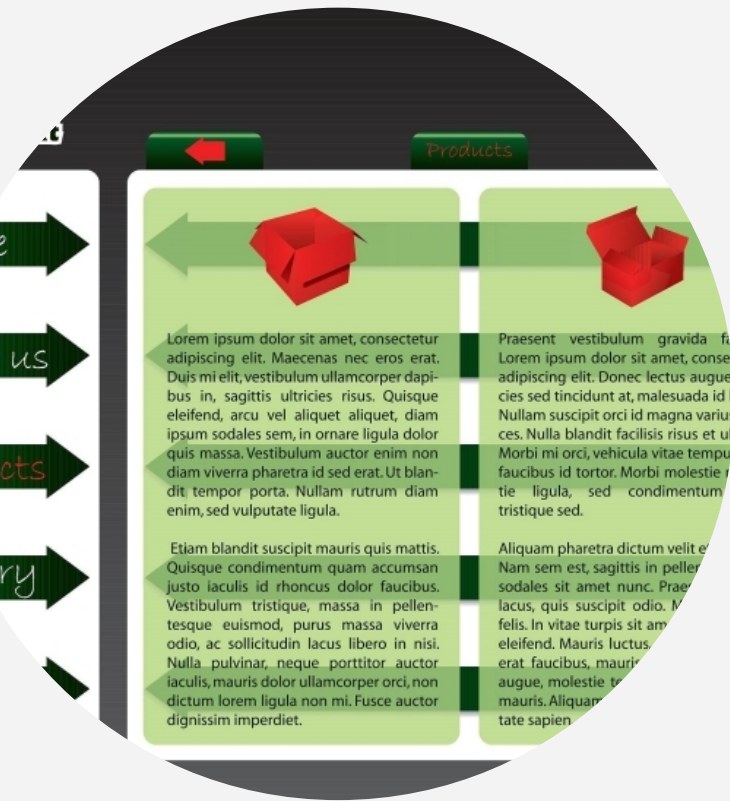 Products
us
Lorem ipsum dolor sit amet, consectetur
adipiscing elit. Maecenas nec eros erat.
Duis mi elit, vestibulum ullamcorper dapi-
bus in, sagittis ultricies risus. Quisque
eleifend, arcu vel aliquet aliquet, diam
ipsum sodales sem, in ornare ligula dolor
quis massa. Vestibulum auctor enim non
diam viverra pharetra id sed erat. Ut blan-
dit tempor porta. Nullam rutrum diam
enim, sed vulputate ligula.
Etiam blandit suscipit mauris quis mattis.
Quisque condimentum quam accumsan
justo iaculis id rhoncus dolor faucibus.
Vestibulum tristique, massa in pellen-
tesque euismod, purus massa viverra
odio, ac sollicitudin lacus libero in nisi.
Nulla pulvinar, neque porttitor auctor
iaculis, mauris dolor ullamcorper orci, non
dictum lorem ligula non mi. Fusce auctor
dignissim imperdiet.
Praesent vestibulum gravida
Lorem ipsum dolor sit amet,
adipiscing elit. Donec lectus augue
cies sed tincidunt at, malesuada id
Nullam suscipit orci id magna
ces. Nulla blandit facilisis risus et
Morbi mi orci, vehicula vitae
faucibus id tortor. Morbi molestie
tie ligula, sed condimentum
tristique sed.
Aliquam pharetra dictum velit
Nam sem est, sagittis in
sodales sit amet nunc.
lacus, quis suscipit odio.
felis. In vitae turpis sit
eleifend. Mauris luctus,
erat faucibus,
augue, molestie
mauris.
tate sapien